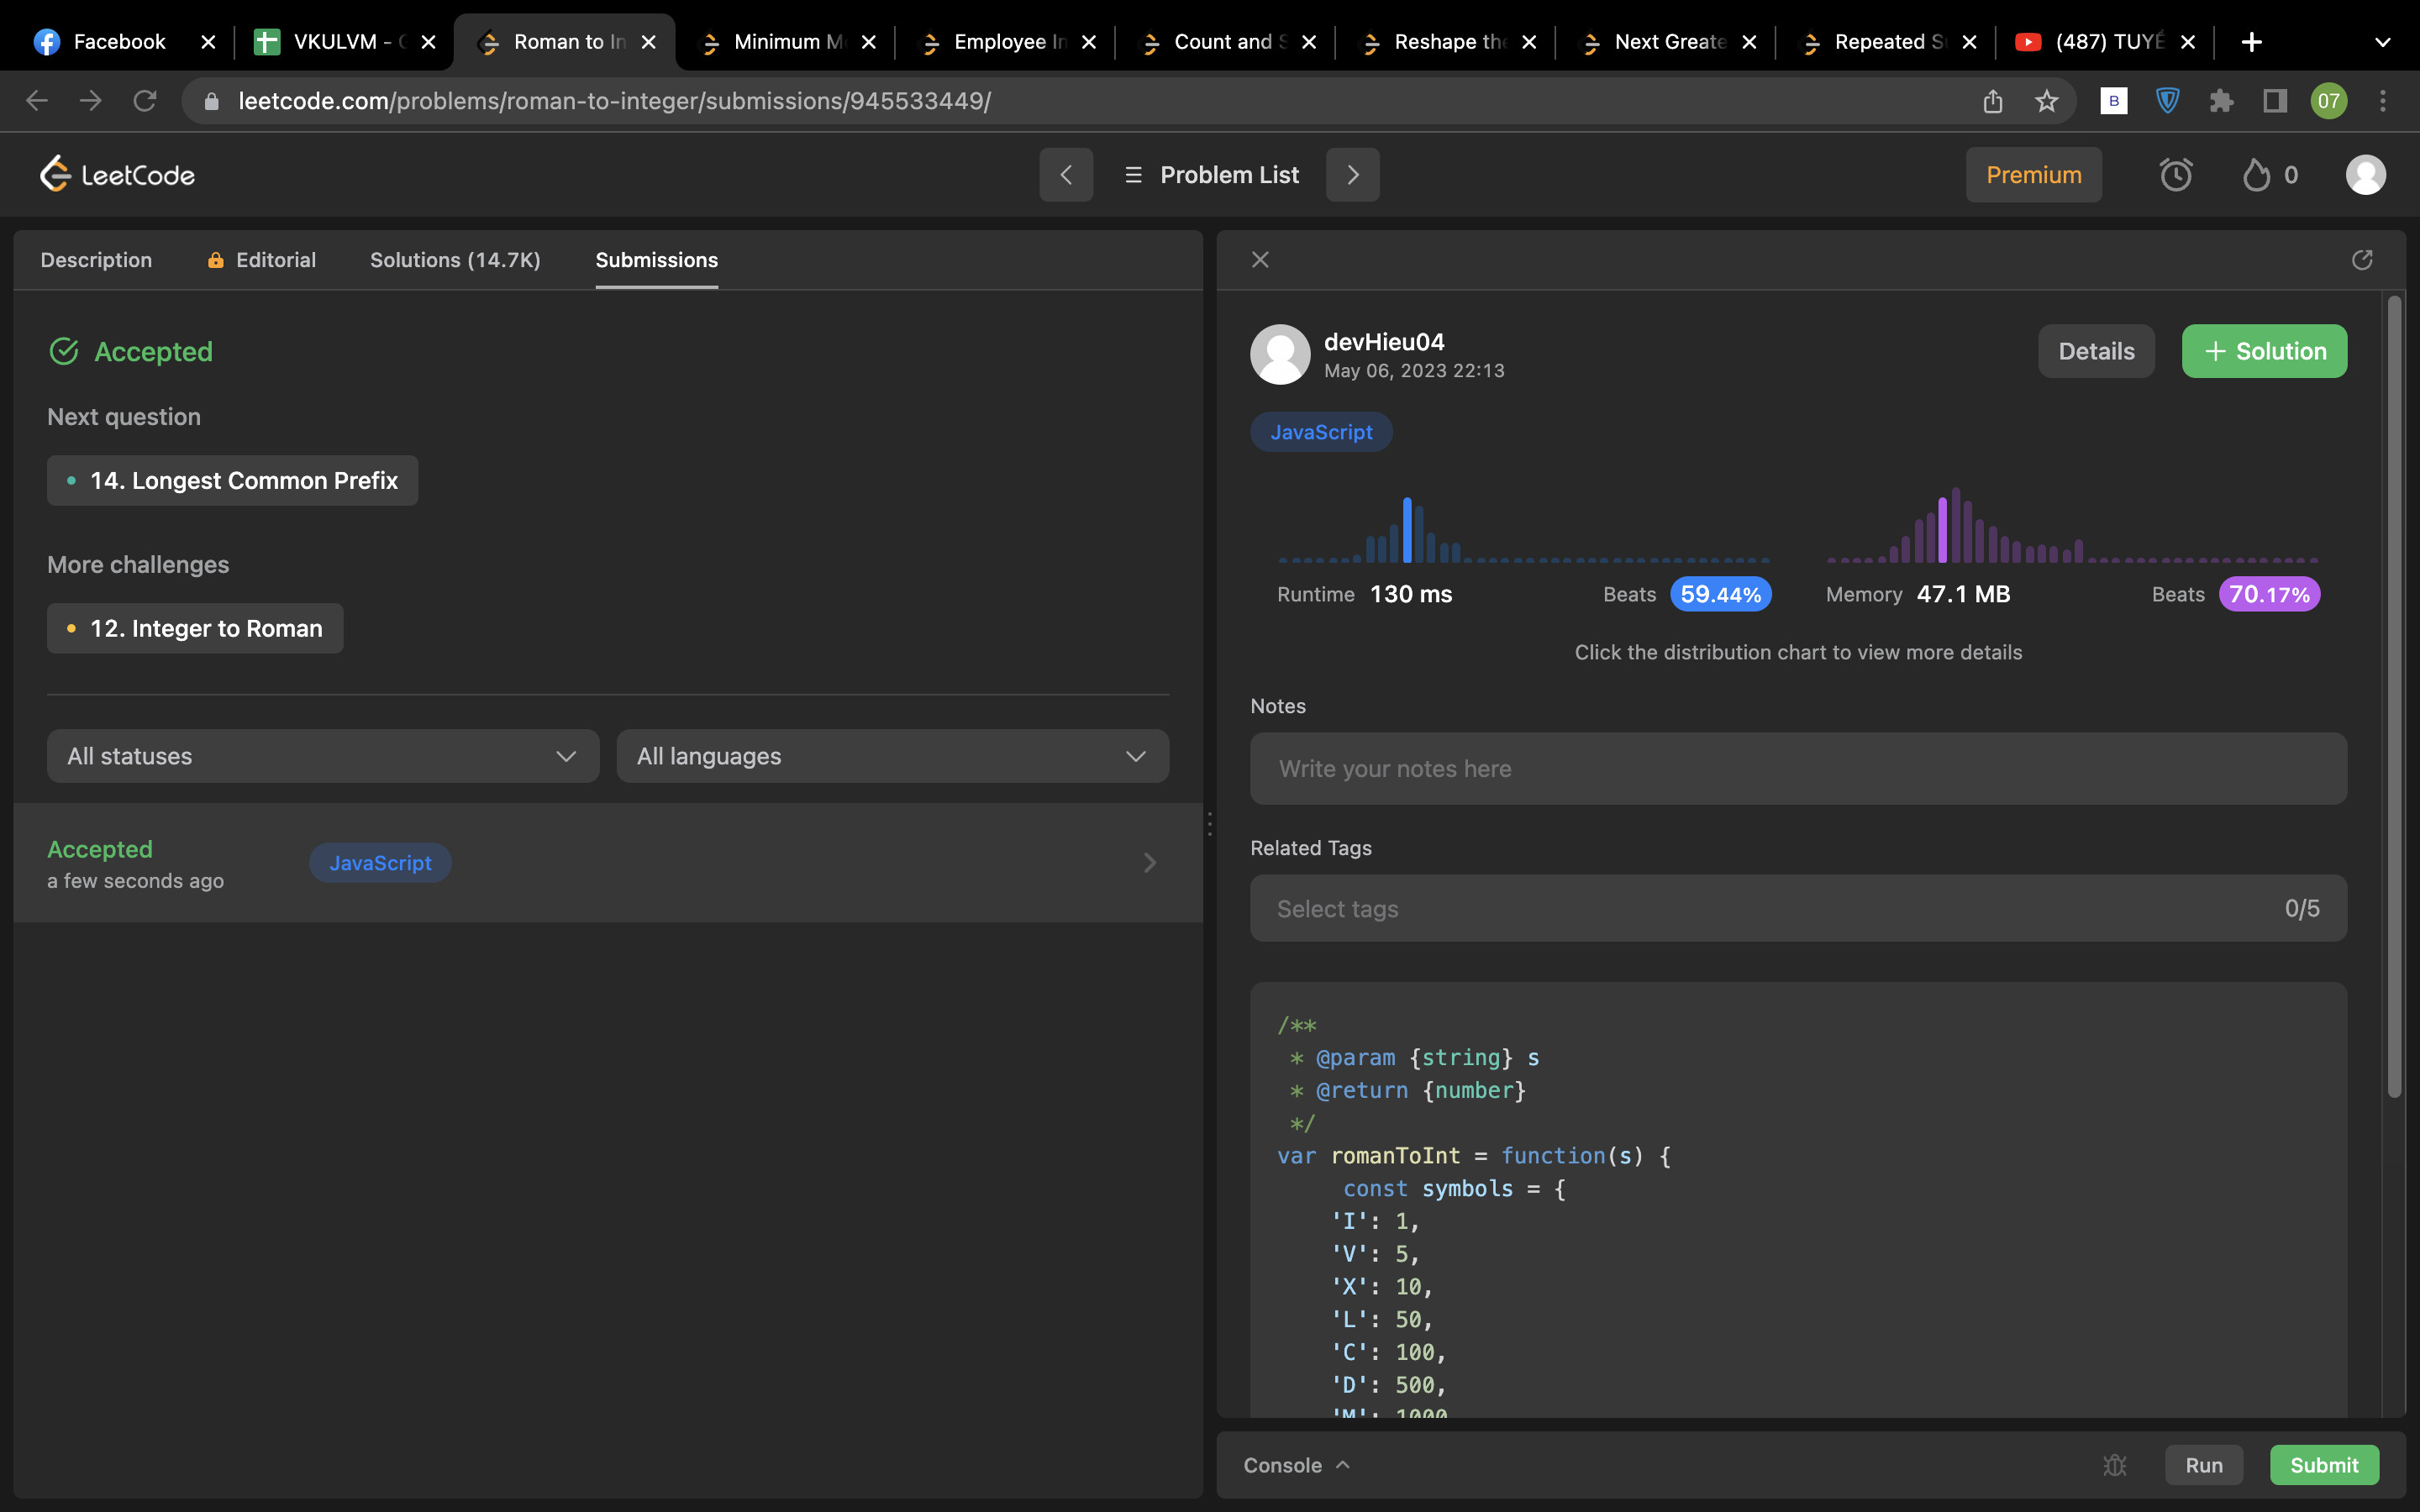 Facebook
VKULVM - 
Roman to In
Minimum M
Employee In
Count and S
Reshape the
Next Greate
Repeated S
(487) TUYỂ
leetcode.com/problems/roman-to-integer/submissions/945533449/
B
07
LeetCode
Problem List
Premium
0
Description
Editorial
Solutions (14.7K)
Submissions
Accepted
Next question
14. Longest Common Prefix
More challenges
12. Integer to Roman
All statuses
All languages
Accepted
JavaScript
a few seconds ago
devHieu04
May 06, 2023 22:13
Details
+ Solution
JavaScript
Runtime 130 ms
Beats 59.44%
Memory 47.1 MB
Beats 70.17%
Click the distribution chart to view more details
Notes
Write your notes here
Related Tags
Select tags
0/5
/**
 * @param {string} s
 * @return {number}
 */
var romanToInt = function(s) {
     const symbols = {
    'I': 1,
    'V': 5,
    'X': 10,
    'L': 50,
    'C': 100,
    'D': 500,
    'M': 1000
Console
Run
Submit